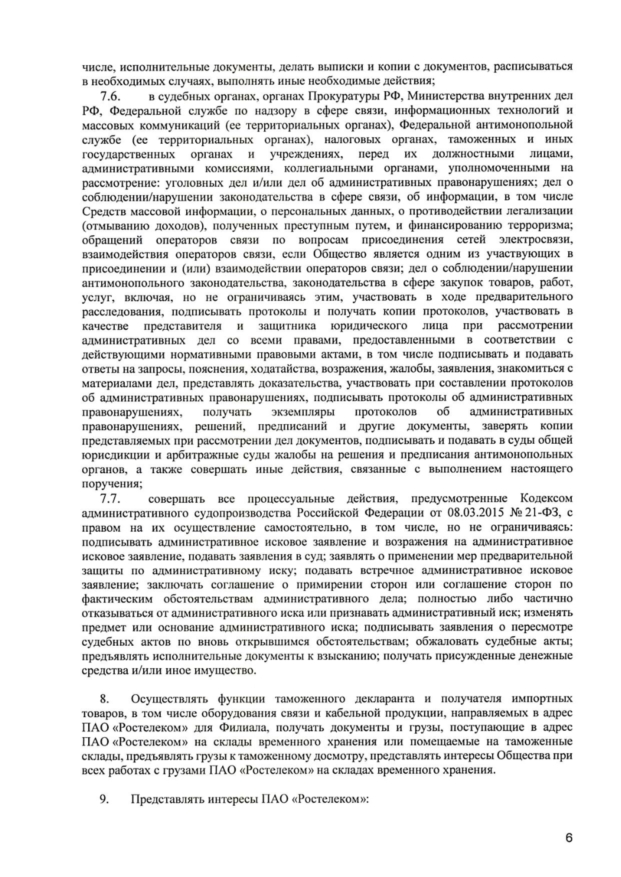 числе, исполнительные документы, делать выписки и копии с документов, расписываться
в необходимых случаях, выполнять иные необходимые действия;
7.6. в судебных органах, органах Прокуратуры РФ, Министерства внутренних дел
РФ, Федеральной службе по надзору в сфере связи, информационных технологий и
массовых коммуникаций (ее территориальных органах), Федеральной антимонопольной
службе (ее территориальных органах), налоговых органах, таможенных и иных
государственных органах и учреждениях, перед их должностными лицами,
административными комиссиями, коллегиальными органами, уполномоченными на
рассмотрение: уголовных дел и/или дел об административных правонарушениях; дел о
соблюдении/нарушении законодательства в сфере связи, об информации, в том числе
Средств массовой информации, о персональных данных, о противодействии легализации
(отмыванию доходов), полученных преступным путем, и финансированию терроризма;
обращений операторов связи по вопросам присоединения сетей электросвязи,
взаимодействия операторов связи, если Общество является одним из участвующих в
присоединении и (или) взаимодействии операторов связи; дел о соблюдении/нарушении
антимонопольного законодательства, законодательства в сфере закупок товаров, работ,
услуг, включая, но не ограничиваясь этим, участвовать в ходе предварительного
расследования, подписывать протоколы и получать копии протоколов, участвовать в
качестве представителя и защитника юридического лица при рассмотрении
административных дел со всеми правами, предоставленными в соответствии с
действующими нормативными правовыми актами, в том числе подписывать и подавать
ответы на запросы, пояснения, ходатайства, возражения, жалобы, заявления, знакомиться с
материалами дел, представлять доказательства, участвовать при составлении протоколов
об административных правонарушениях, подписывать протоколы об административных
правонарушениях, получать экземпляры протоколов об административных
правонарушениях, решений, предписаний и другие документы, заверять копии
представляемых при рассмотрении дел документов, подписывать и подавать в суды общей
юрисдикции и арбитражные суды жалобы на решения и предписания антимонопольных
органов, а также совершать иные действия, связанные с выполнением настоящего
поручения;
7.7. совершать все процессуальные действия, предусмотренные Кодексом
административного судопроизводства Российской Федерации от 08.03.2015 № 21-ФЗ, с
правом на их осуществление самостоятельно, в том числе, но не ограничиваясь:
подписывать административное исковое заявление и возражения на административное
исковое заявление, подавать заявления в суд; заявлять о применении мер предварительной
защиты по административному иску; подавать встречное административное исковое
заявление; заключать соглашение о примирении сторон или соглашение сторон по
фактическим обстоятельствам административного дела; полностью либо частично
отказываться от административного иска или признавать административный иск; изменять
предмет или основание административного иска; подписывать заявления о пересмотре
судебных актов по вновь открывшимся обстоятельствам; обжаловать судебные акты;
предъявлять исполнительные документы к взысканию; получать присужденные денежные
средства и/или иное имущество.
8. Осуществлять функции таможенного декларанта и получателя импортных
товаров, в том числе оборудования связи и кабельной продукции, направляемых в адрес
ПАО «Ростелеком» для Филиала, получать документы и грузы, поступающие в адрес
ПАО «Ростелеком» на склады временного хранения или помещаемые на таможенные
склады, предъявлять грузы к таможенному досмотру, представлять интересы Общества при
всех работах с грузами ПАО «Ростелеком» на складах временного хранения.
9. Представлять интересы ПАО «Ростелеком»:
6